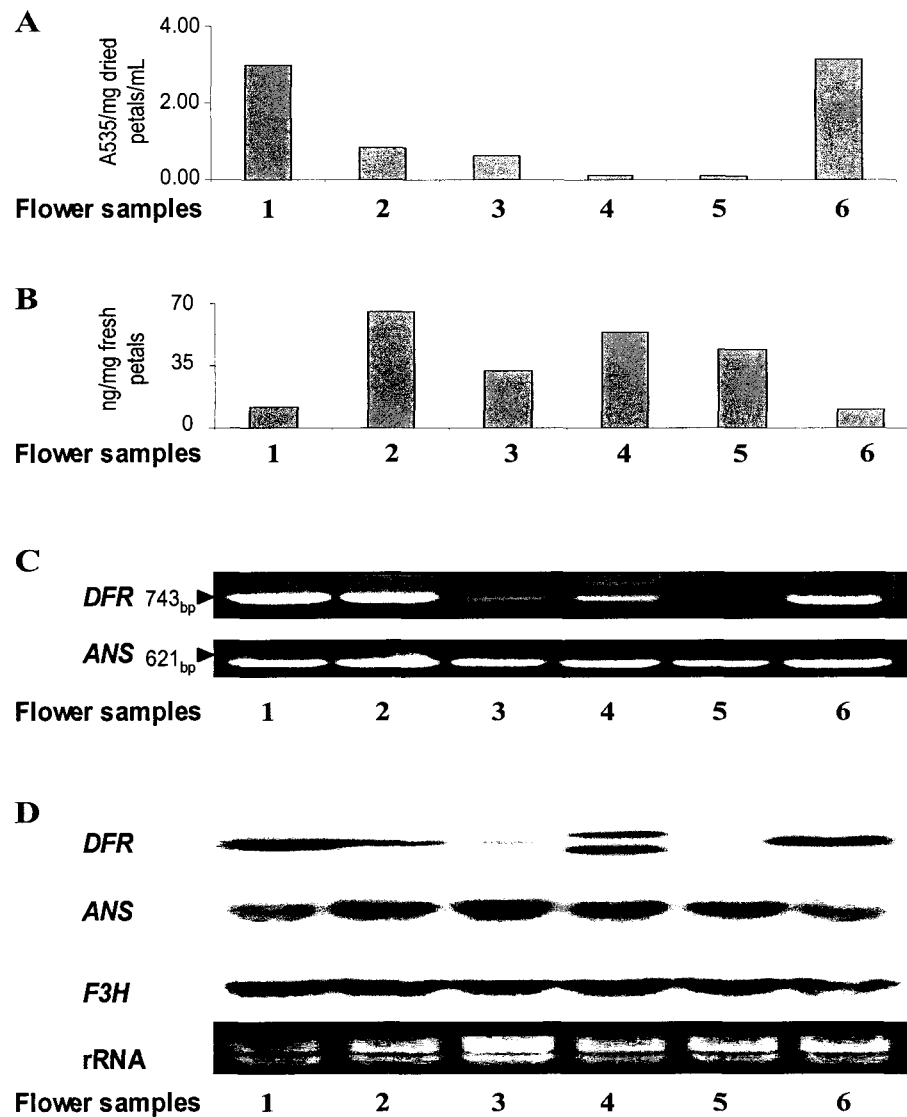 A
A535/mg dried
petals/mL
4.00
2.00
0.00
Flower samples 1 2 3 4 5 6
B
ng/mg fresh
petals
70
35
0
Flower samples 1 2 3 4 5 6
C
DFR 743bp
ANS 621bp
Flower samples 1 2 3 4 5 6
D
DFR
ANS
F3H
rRNA
Flower samples 1 2 3 4 5 6